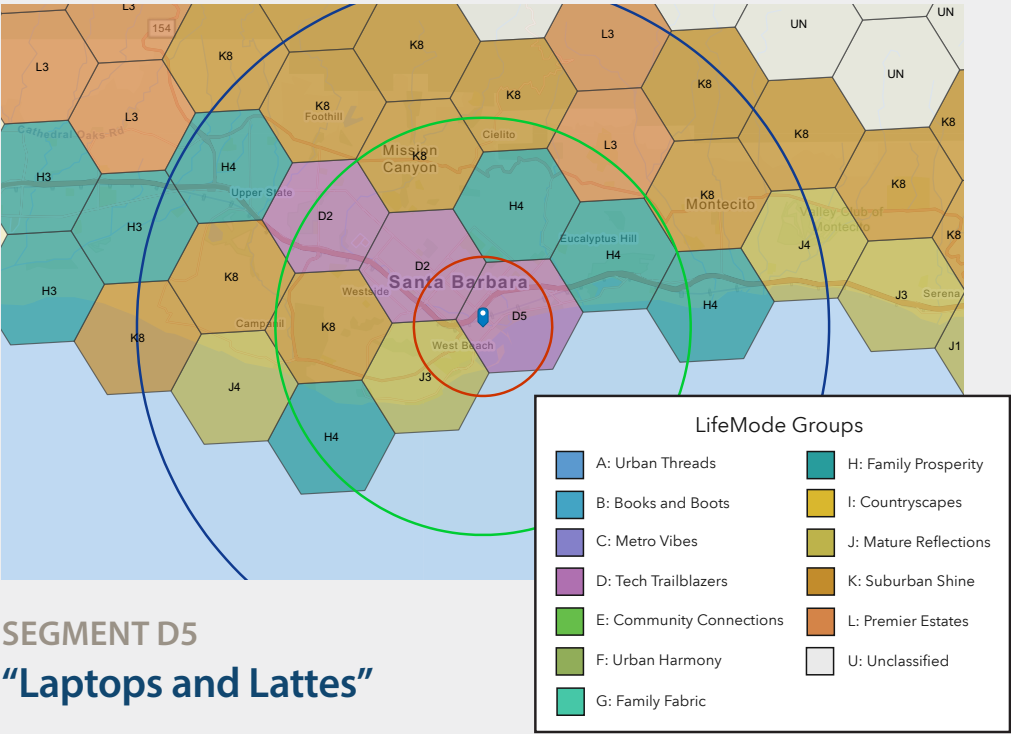 L3
154
K8
K8
L3
UN
UN
L3
K8
UN
K8
K8
K8
L3
Foothill
Cielito
K8
K8
Cathedral Oaks Rd
Mission
Canyon
K8
L3
H3
H4
Upper State
K8
Montecito
K8
Valley Club of
Montecito
D2
H4
H3
K8
Eucalyptus Hill
H4
J4
D2
Santa Barbara
K8
H3
Westside
H4
J3
Serena
D5
Campanil
K8
K8
West Beach
J1
J3
J4
H4
LifeMode Groups
A: Urban Threads
B: Books and Boots
C: Metro Vibes
D: Tech Trailblazers
E: Community Connections
F: Urban Harmony
G: Family Fabric
H: Family Prosperity
I: Countryscapes
J: Mature Reflections
K: Suburban Shine
L: Premier Estates
U: Unclassified
SEGMENT D5
“Laptops and Lattes”